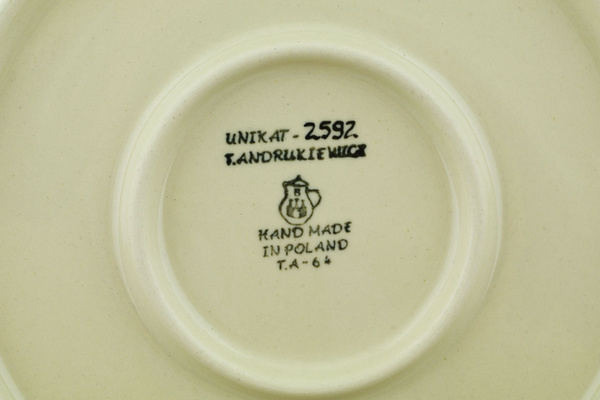 UNIKAT - 2592
T.ANDRUKIEWICZ
B
HAND MADE
IN POLAND
T.A - 64